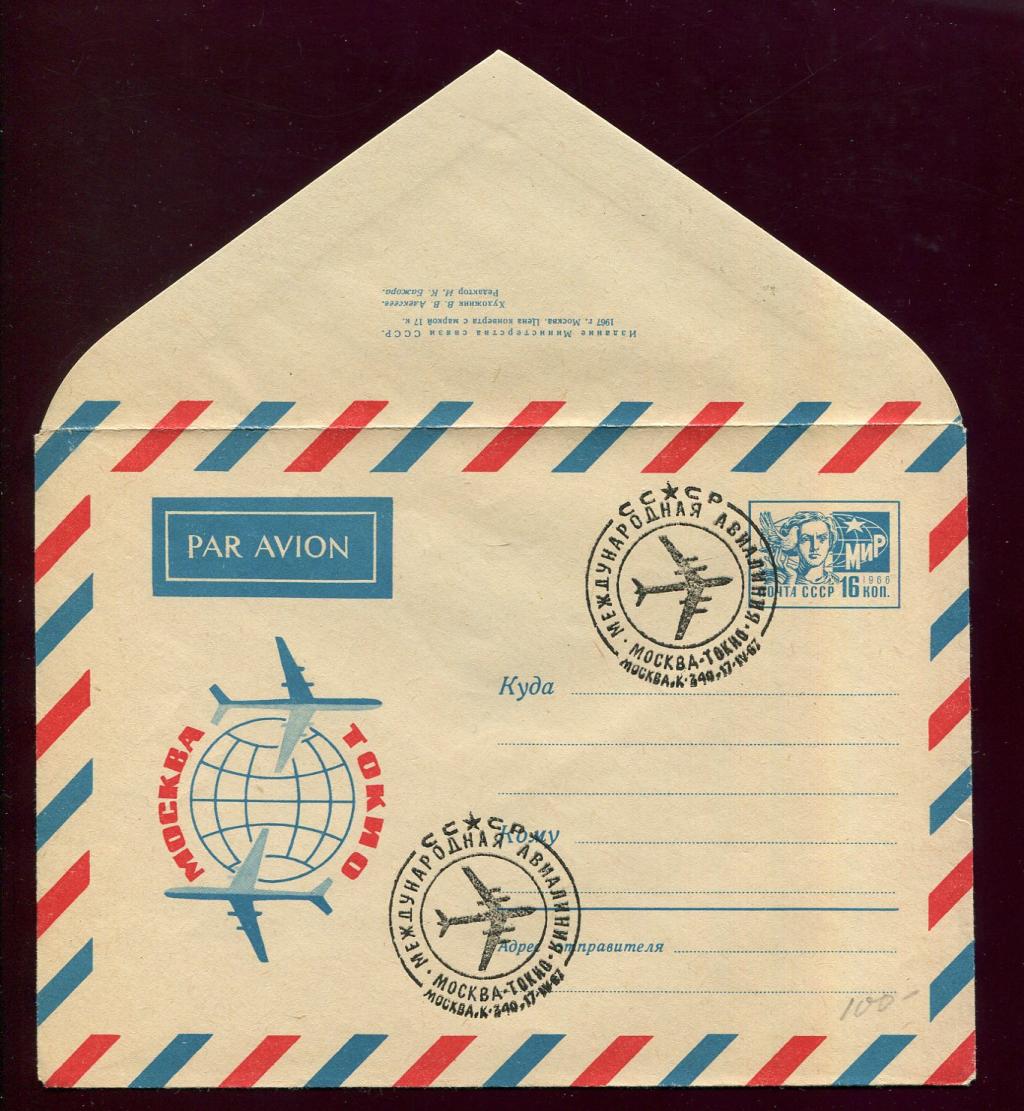 Издание Министерства связи СССР.
1967 г. Москва. Цена конверта с маркой 17 к.
Художник В. В. Алексеев.
Редактор И. К. Бажора.
PAR AVION
СССР
МЕЖДУНАРОДНАЯ АВИАЛИНИЯ
МОСКВА-ТОКИО
МОСКВА, К-340, 17-IV-67
МИР
1966
ПОЧТА СССР 16 КОП.
Куда
МОСКВА
ТОКИО
Кому
СССР
МЕЖДУНАРОДНАЯ АВИАЛИНИЯ
МОСКВА-ТОКИО
МОСКВА, К-340, 17-IV-67
Адрес отправителя
100-